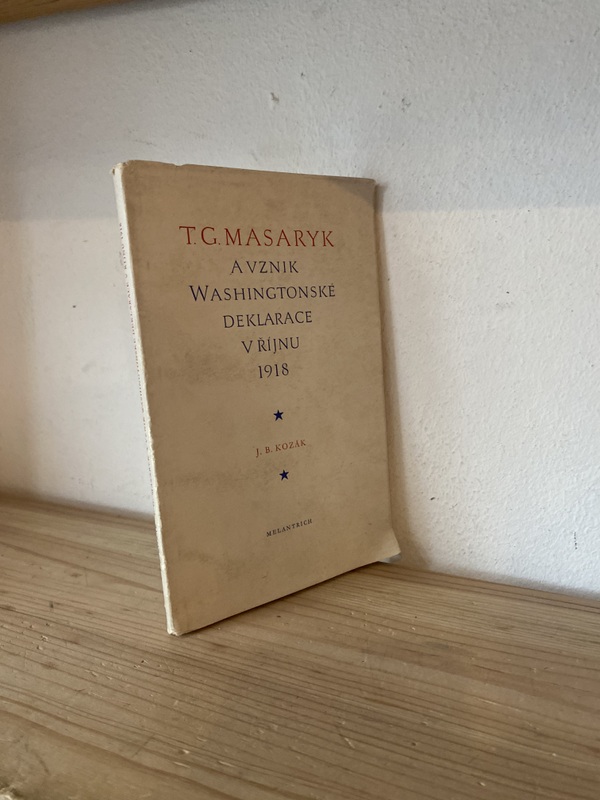 T. G. MASARYK
A VZNIK
WASHINGTONSKÉ
DEKLARACE
V ŘÍJNU
1918
J. B. KOZÁK
MELANTRICH